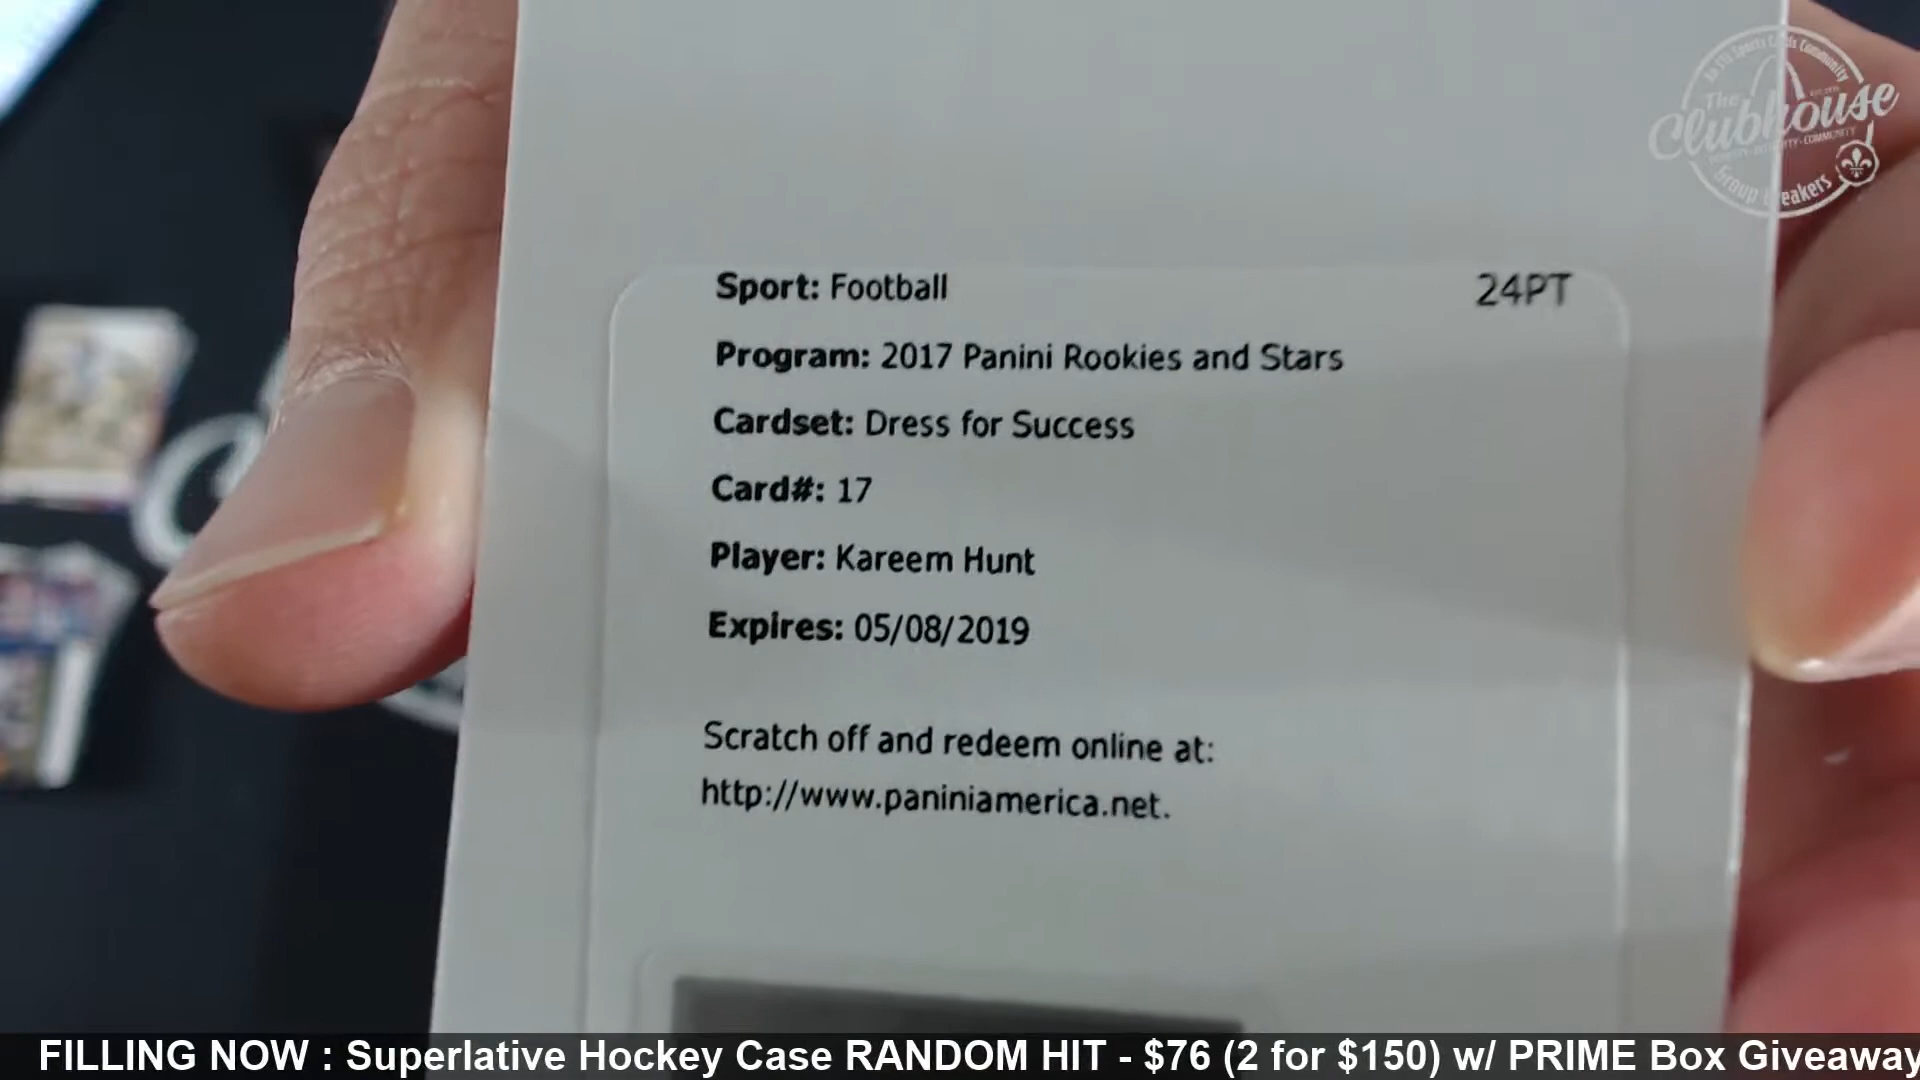 The
Clubhouse
Group Breakers
Sport: Football 24PT
Program: 2017 Panini Rookies and Stars
Cardset: Dress for Success
Card#: 17
Player: Kareem Hunt
Expires: 05/08/2019
Scratch off and redeem online at:
http://www.paniniamerica.net.
FILLING NOW : Superlative Hockey Case RANDOM HIT - $76 (2 for $150) w/ PRIME Box Giveaway